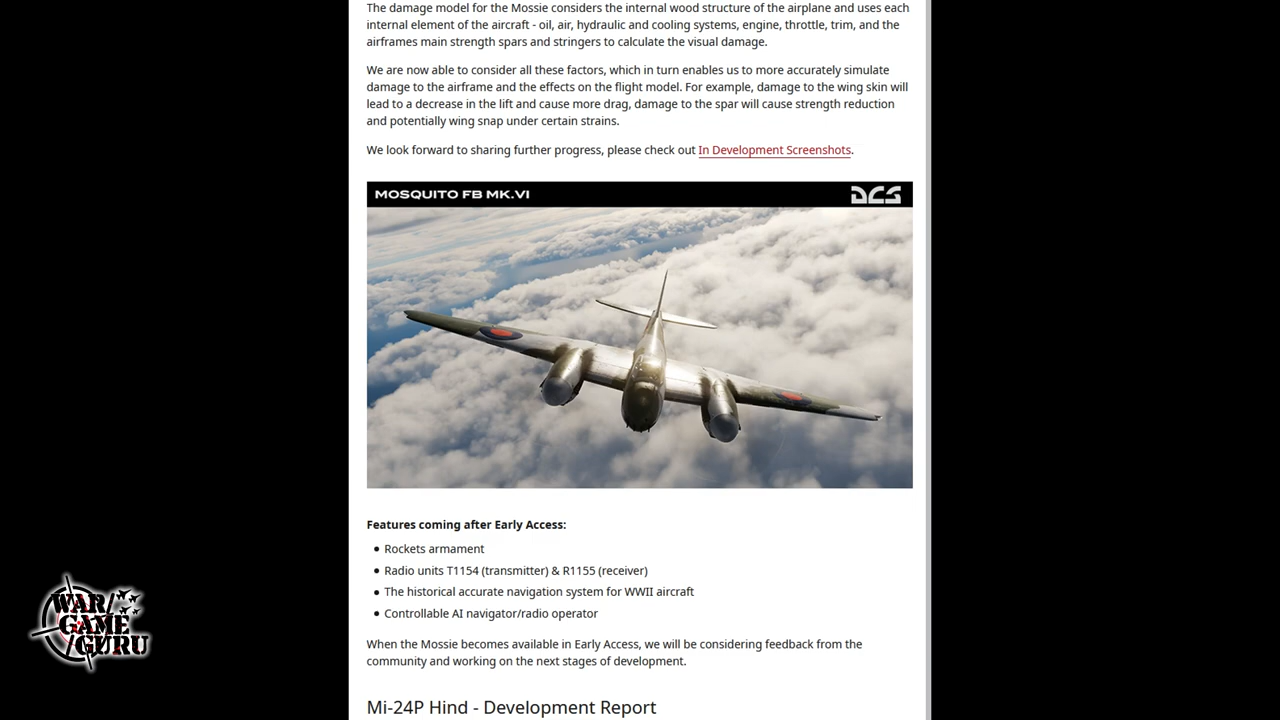 The damage model for the Mossie considers the internal wood structure of the airplane and uses each
internal element of the aircraft - oil, air, hydraulic and cooling systems, engine, throttle, trim, and the
airframes main strength spars and stringers to calculate the visual damage.
We are now able to consider all these factors, which in turn enables us to more accurately simulate
damage to the airframe and the effects on the flight model. For example, damage to the wing skin will
lead to a decrease in the lift and cause more drag, damage to the spar will cause strength reduction
and potentially wing snap under certain strains.
We look forward to sharing further progress, please check out In Development Screenshots.
MOSQUITO FB MK.VI
DCS
Features coming after Early Access:
Rockets armament
Radio units T1154 (transmitter) & R1155 (receiver)
The historical accurate navigation system for WWII aircraft
Controllable AI navigator/radio operator
When the Mossie becomes available in Early Access, we will be considering feedback from the
community and working on the next stages of development.
Mi-24P Hind - Development Report
WAR/
GAME
/GURU